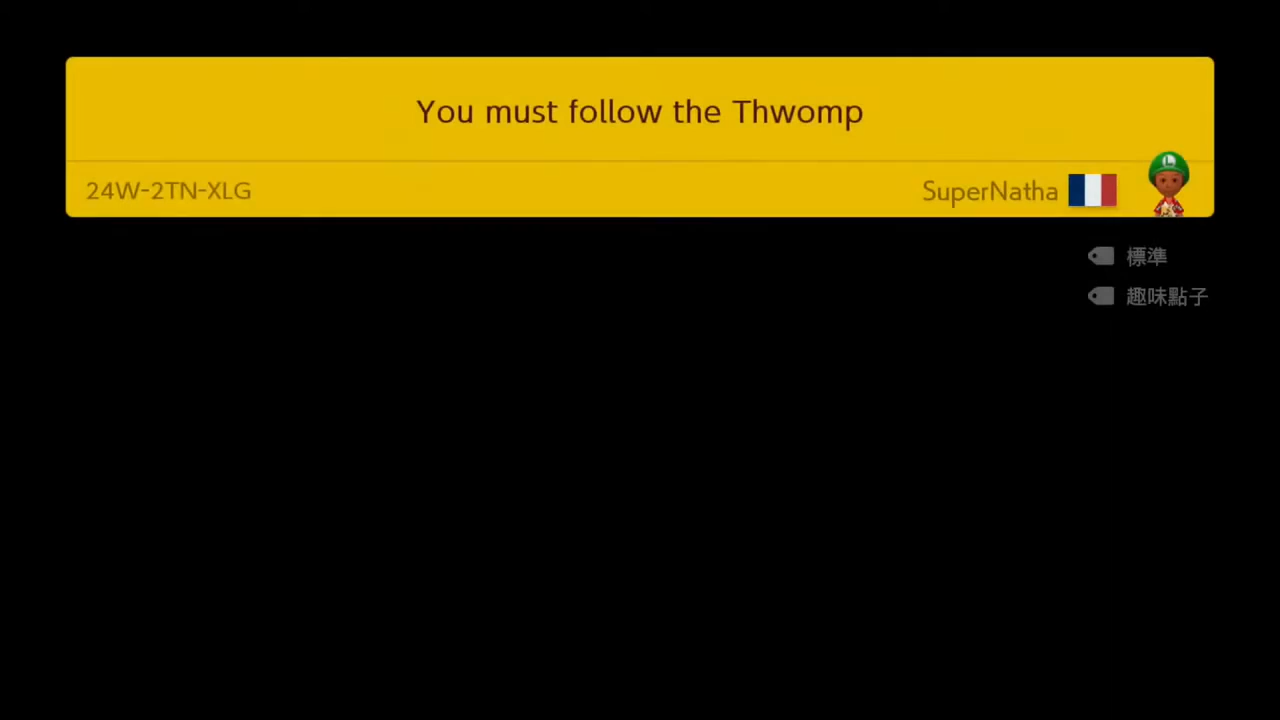 You must follow the Thwomp
24W-2TN-XLG
SuperNatha
L
標準
趣味點子